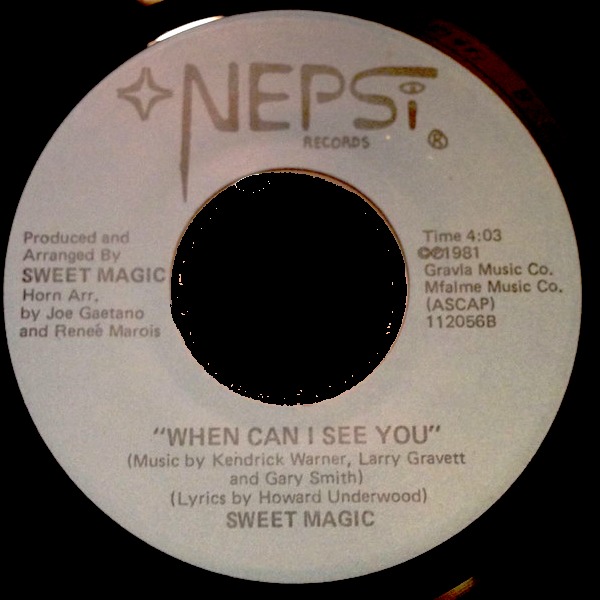 NEPSi
RECORDS
®
Produced and
Arranged By
SWEET MAGIC
Horn Arr,
by Joe Gaetano
and Reneé Marois
Time 4:03
©℗1981
Gravla Music Co.
Mfalme Music Co.
(ASCAP)
112056B
"WHEN CAN I SEE YOU"
(Music by Kendrick Warner, Larry Gravett
and Gary Smith)
(Lyrics by Howard Underwood)
SWEET MAGIC